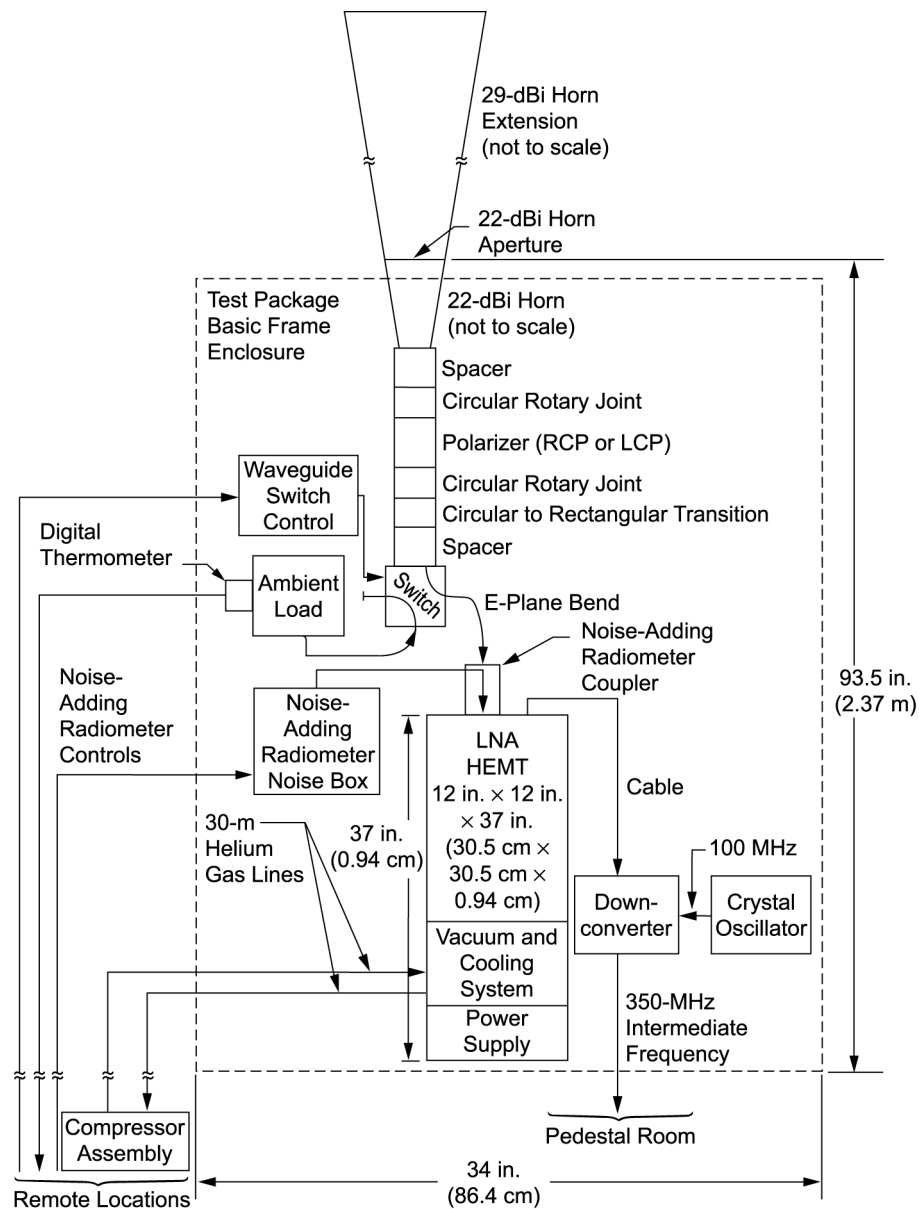 29-dBi Horn
Extension
(not to scale)
22-dBi Horn
Aperture
Test Package
Basic Frame
Enclosure
22-dBi Horn
(not to scale)
Spacer
Circular Rotary Joint
Polarizer (RCP or LCP)
Circular Rotary Joint
Circular to Rectangular Transition
Spacer
Waveguide
Switch
Control
Digital
Thermometer
Ambient
Load
Switch
E-Plane Bend
Noise-Adding
Radiometer
Coupler
93.5 in.
(2.37 m)
Noise-
Adding
Radiometer
Controls
Noise-
Adding
Radiometer
Noise Box
LNA
HEMT
12 in. × 12 in.
× 37 in.
(30.5 cm ×
30.5 cm ×
0.94 cm)
37 in.
(0.94 cm)
Cable
30-m
Helium
Gas Lines
100 MHz
Down-
converter
Crystal
Oscillator
Vacuum and
Cooling
System
Power
Supply
350-MHz
Intermediate
Frequency
Compressor
Assembly
Pedestal Room
34 in.
(86.4 cm)
Remote Locations